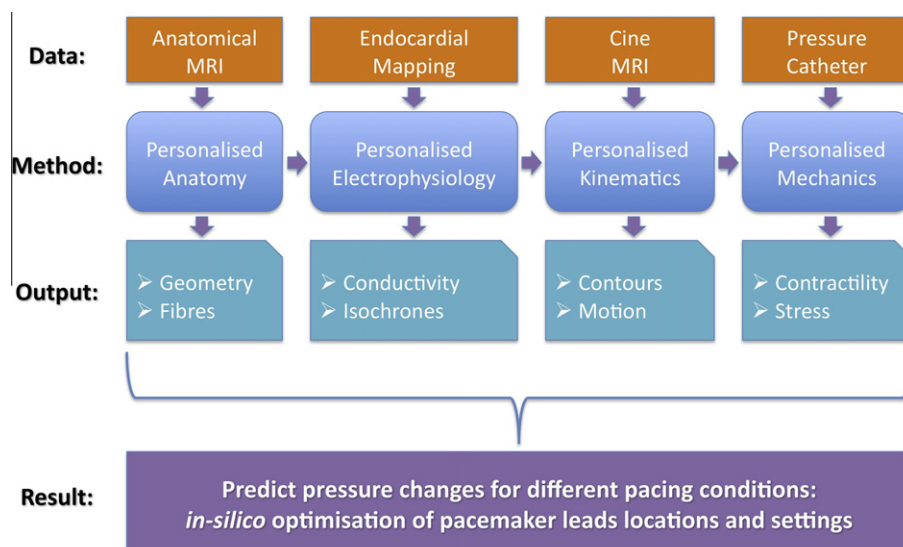 Data:
Anatomical
MRI
Endocardial
Mapping
Cine
MRI
Pressure
Catheter
Method:
Personalised
Anatomy
Personalised
Electrophysiology
Personalised
Kinematics
Personalised
Mechanics
Output:
➢ Geometry
➢ Fibres
➢ Conductivity
➢ Isochrones
➢ Contours
➢ Motion
➢ Contractility
➢ Stress
Result:
Predict pressure changes for different pacing conditions:
in-silico optimisation of pacemaker leads locations and settings